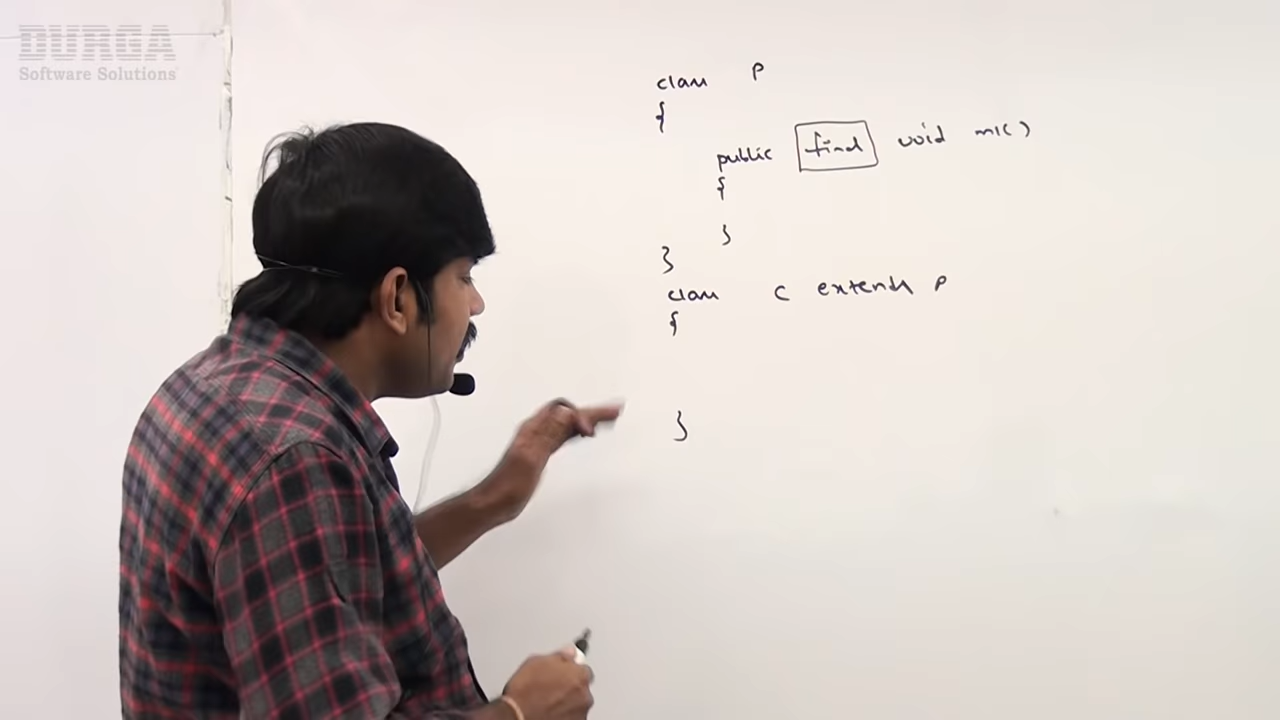 DURGA
Software Solutions
class P
{
public final void m1()
{
}
}
class C extends P
{
}